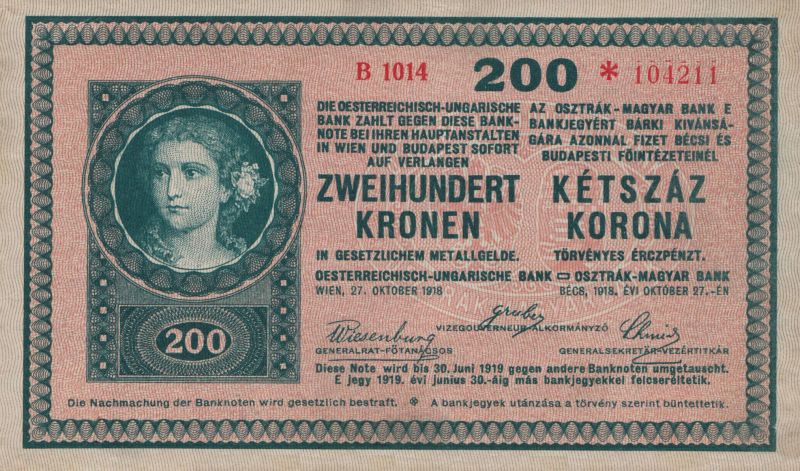 B 1014 200 * 104211
DIE OESTERREICHISCH-UNGARISCHE
BANK ZAHLT GEGEN DIESE BANK-
NOTE BEI IHREN HAUPTANSTALTEN
IN WIEN UND BUDAPEST SOFORT
AUF VERLANGEN
ZWEIHUNDERT
KRONEN
IN GESETZLICHEM METALLGELDE.
AZ OSZTRÁK-MAGYAR BANK E
BANKJEGYÉRT BÁRKI KIVÁNSÁ-
GÁRA AZONNAL FIZET BÉCSI ÉS
BUDAPESTI FŐINTÉZETEINÉL
KÉTSZÁZ
KORONA
TÖRVÉNYES ÉRCZPÉNZT.
OESTERREICHISCH-UNGARISCHE BANK OSZTRÁK-MAGYAR BANK
WIEN, 27. OKTOBER 1918 BÉCS, 1918. ÉVI OKTÓBER 27.-ÉN
Gruber
VIZEGOUVERNEUR-ALKORMÁNYZÓ
Wiesenburg
GENERALRAT-FŐTANÁCSOS
Schmid
GENERALSEKRETÄR-VEZÉRTITKÁR
200
Diese Note wird bis 30. Juni 1919 gegen andere Banknoten umgetauscht.
E jegy 1919. évi junius 30.-áig más bankjegyekkel felcseréltetik.
Die Nachmachung der Banknoten wird gesetzlich bestraft. A bankjegyek utánzása a törvény szerint büntettetik.